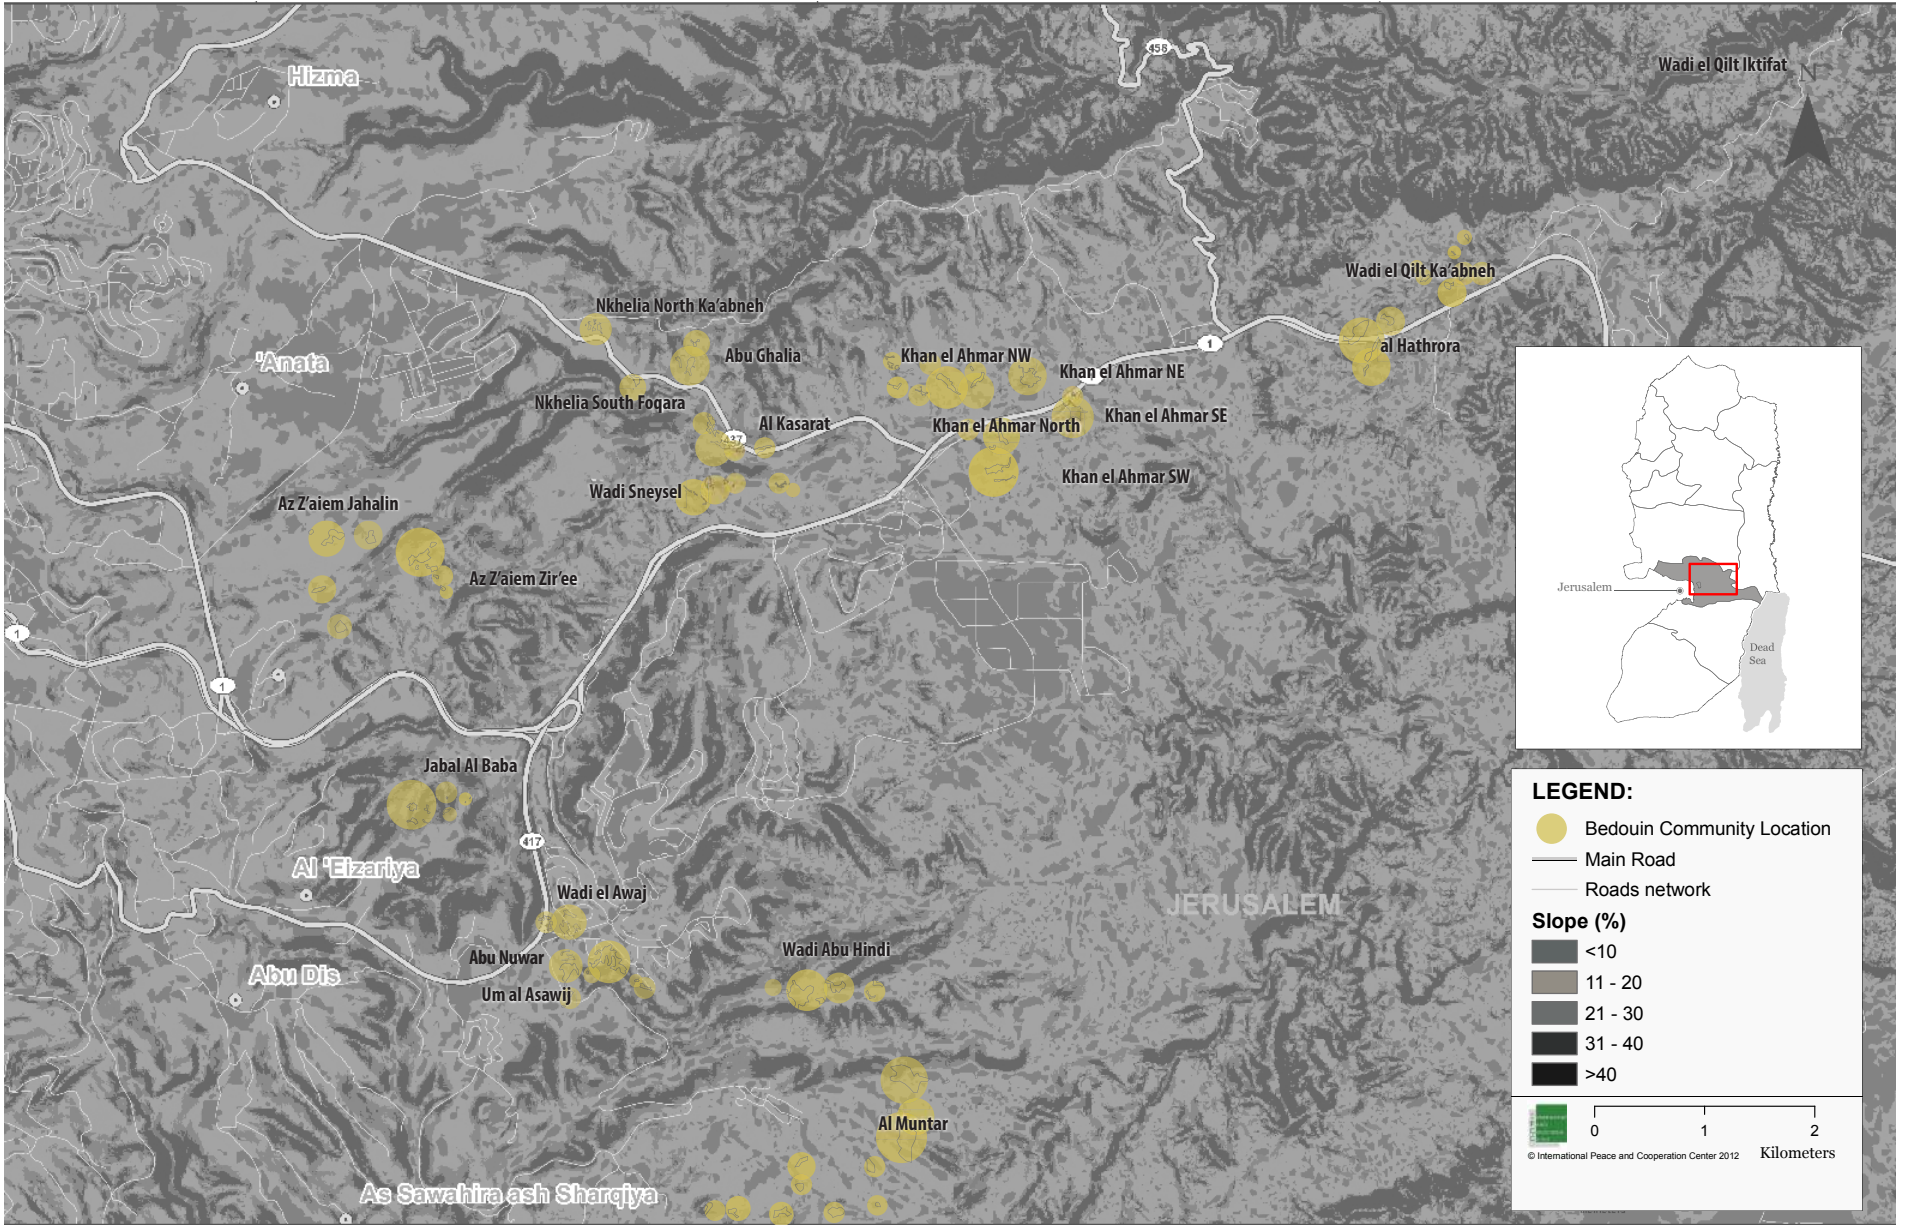 458
Wadi el Qilt Iktifat
N
Hizma
Wadi el Qilt Ka'abneh
Nkhelia North Ka'abneh
1
al Hathrora
Abu Ghalia
Khan el Ahmar NW
'Anata
Khan el Ahmar NE
Nkhelia South Foqara
Khan el Ahmar SE
Al Kasarat
Khan el Ahmar North
437
Khan el Ahmar SW
Wadi Sneysel
Az Z'aiem Jahalin
Az Z'aiem Zir'ee
1
1
Jabal Al Baba
417
Al 'Eizariya
Wadi el Awaj
JERUSALEM
Abu Nuwar
Wadi Abu Hindi
Abu Dis
Um al Asawij
Al Muntar
As Sawahira ash Sharqiya
Jerusalem
Dead
Sea
LEGEND:
Bedouin Community Location
Main Road
Roads network
Slope (%)
<10
11 - 20
21 - 30
31 - 40
>40
0 1 2
Kilometers
© International Peace and Cooperation Center 2012